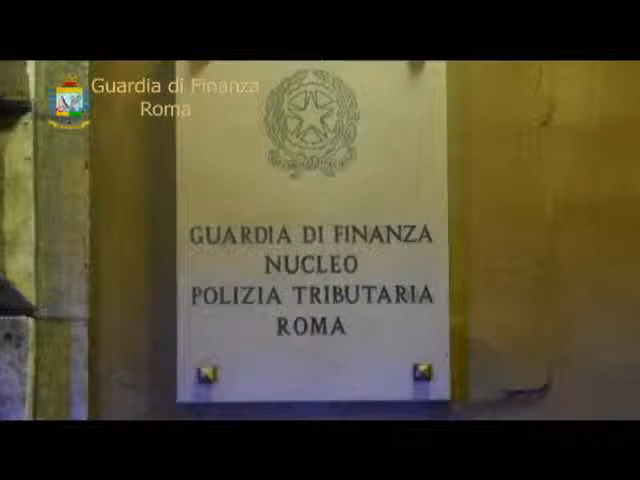 Guardia di Finanza
Roma
GUARDIA DI FINANZA
NUCLEO
POLIZIA TRIBUTARIA
ROMA